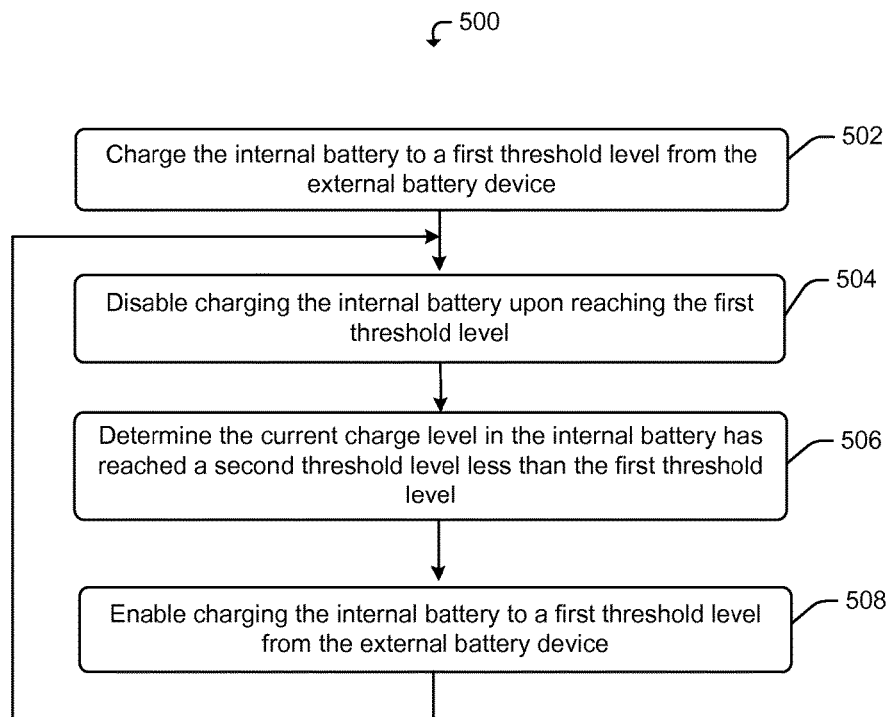 500
502
Charge the internal battery to a first threshold level from the
external battery device
504
Disable charging the internal battery upon reaching the first
threshold level
Determine the current charge level in the internal battery has
reached a second threshold level less than the first threshold
level
506
Enable charging the internal battery to a first threshold level
from the external battery device
508